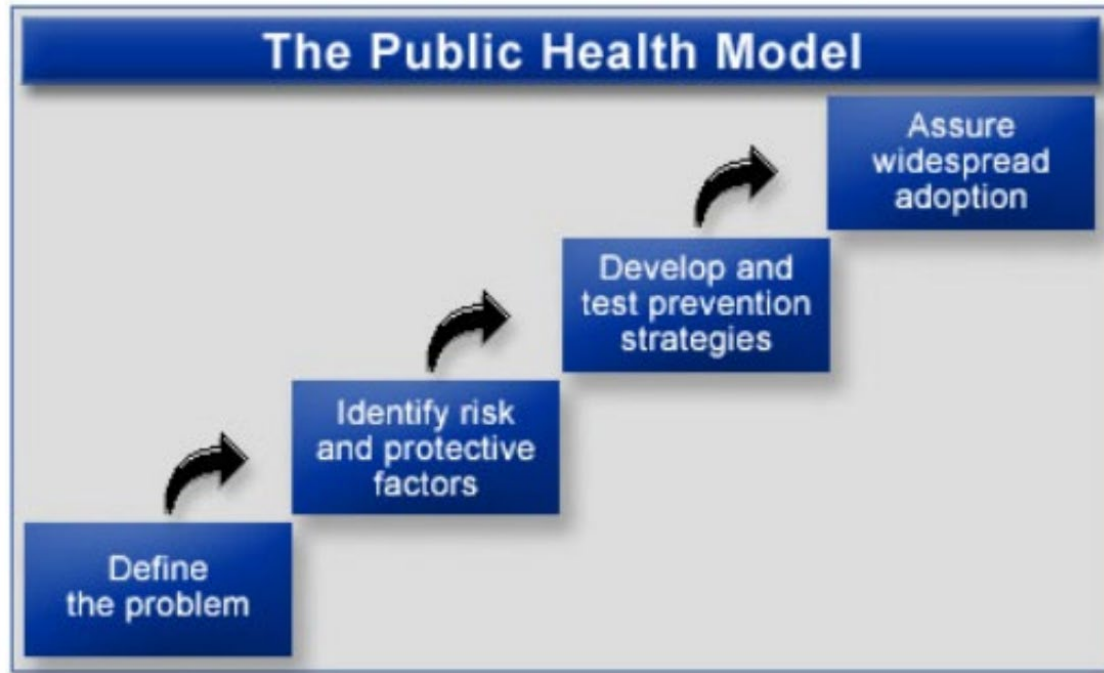 The Public Health Model
Assure
widespread
adoption
Develop and
test prevention
strategies
Identify risk
and protective
factors
Define
the problem